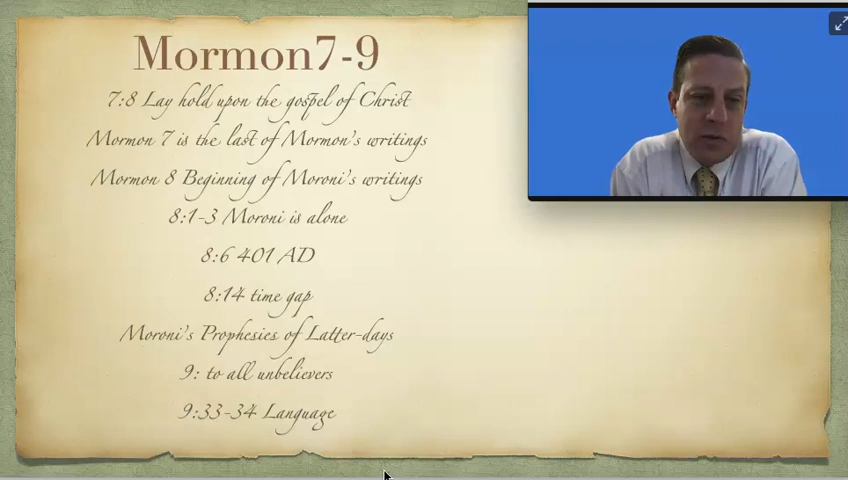 Mormon7-9
7:8 Lay hold upon the gospel of Christ
Mormon 7 is the last of Mormon's writings
Mormon 8 Beginning of Moroni's writings
8:1-3 Moroni is alone
8:6 401 AD
8:14 time gap
Moroni's Prophesies of Latter-days
9: to all unbelievers
9:33-34 Language